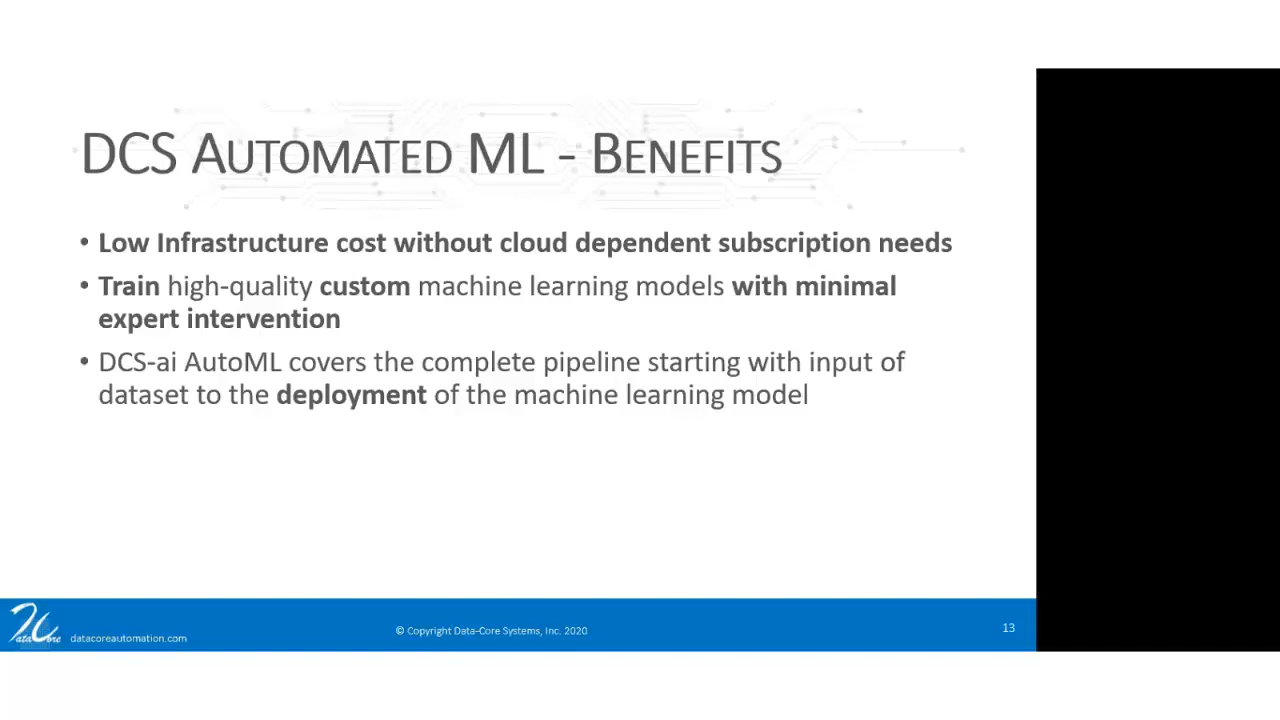 DCS AUTOMATED ML - BENEFITS
• Low Infrastructure cost without cloud dependent subscription needs
• Train high-quality custom machine learning models with minimal
expert intervention
• DCS-ai AutoML covers the complete pipeline starting with input of
dataset to the deployment of the machine learning model
DataCore
datacoreautomation.com
© Copyright Data-Core Systems, Inc. 2020
13